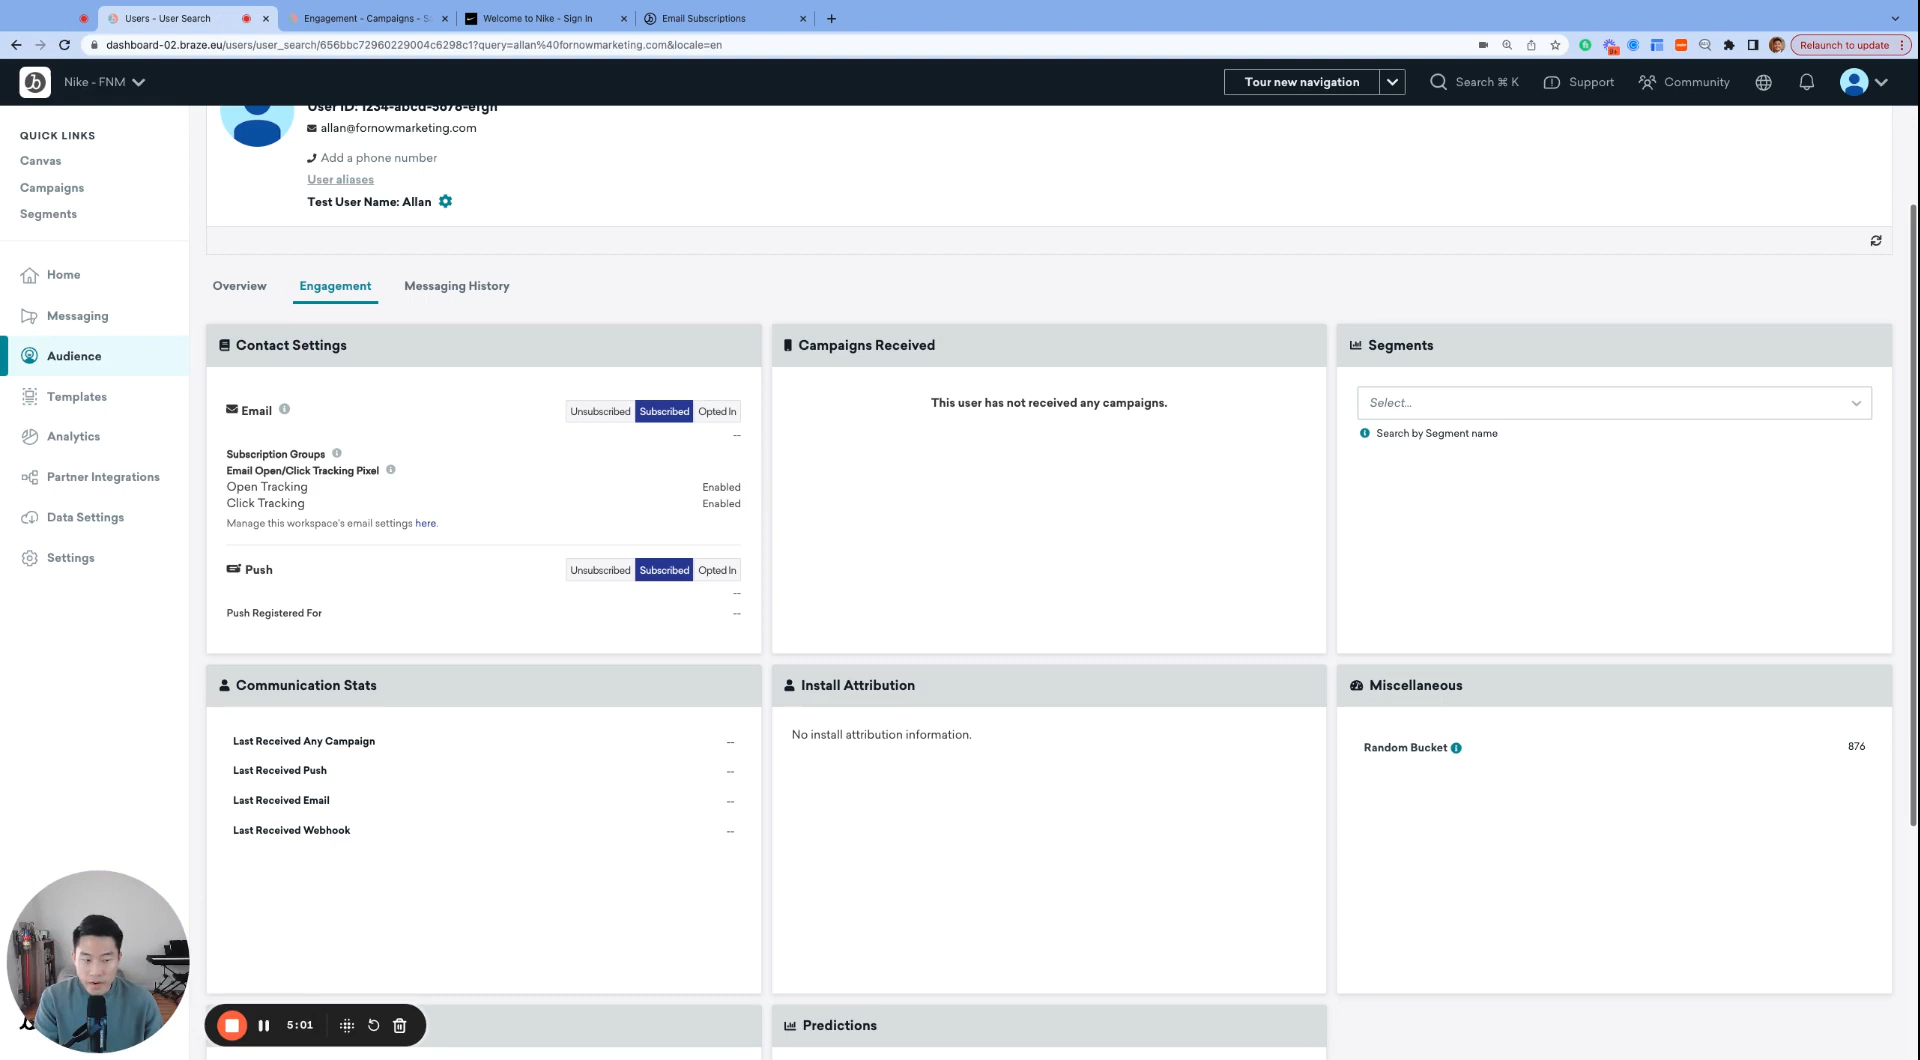 Users - User Search
Engagement - Campaigns - S
Welcome to Nike - Sign In
Email Subscriptions
dashboard-02.braze.eu/users/user_search/656bbc72960229004c6298c1?query=allan%40fornowmarketing.com&locale=en
Relaunch to update
Nike - FNM
Tour new navigation
Search ⌘ K
Support
Community
QUICK LINKS
Canvas
Campaigns
Segments
Home
Messaging
Audience
Templates
Analytics
Partner Integrations
Data Settings
Settings
User ID: 1234-abcd-5678-efgh
allan@fornowmarketing.com
Add a phone number
User aliases
Test User Name: Allan
Overview
Engagement
Messaging History
Contact Settings
Email
Unsubscribed Subscribed Opted In
--
Subscription Groups
Email Open/Click Tracking Pixel
Open Tracking Enabled
Click Tracking Enabled
Manage this workspace's email settings here.
Push
Unsubscribed Subscribed Opted In
--
Push Registered For --
Campaigns Received
This user has not received any campaigns.
Segments
Select...
Search by Segment name
Communication Stats
Last Received Any Campaign --
Last Received Push --
Last Received Email --
Last Received Webhook --
Install Attribution
No install attribution information.
Miscellaneous
Random Bucket 876
5:01
Predictions